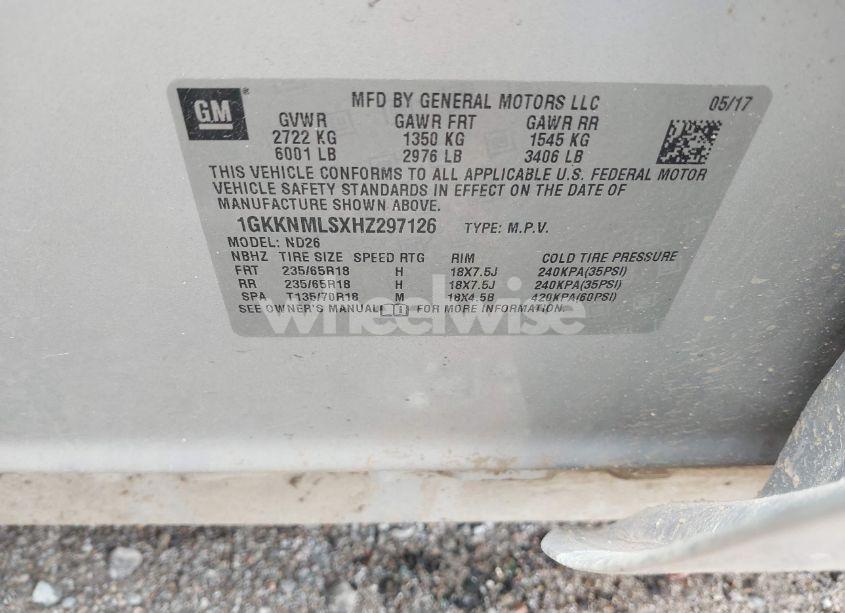 GM ®
MFD BY GENERAL MOTORS LLC 05/17
GVWR GAWR FRT GAWR RR
2722 KG 1350 KG 1545 KG
6001 LB 2976 LB 3406 LB
THIS VEHICLE CONFORMS TO ALL APPLICABLE U.S. FEDERAL MOTOR
VEHICLE SAFETY STANDARDS IN EFFECT ON THE DATE OF
MANUFACTURE SHOWN ABOVE.
1GKKNMLSXHZ297126 TYPE: M.P.V.
MODEL: ND26
NBHZ TIRE SIZE SPEED RTG RIM COLD TIRE PRESSURE
FRT 235/65R18 H 18X7.5J 240KPA(35PSI)
RR 235/65R18 H 18X7.5J 240KPA(35PSI)
SPA T135/70R18 M 18X4.5B 420KPA(60PSI)
SEE OWNER'S MANUAL FOR MORE INFORMATION.
wheelwise